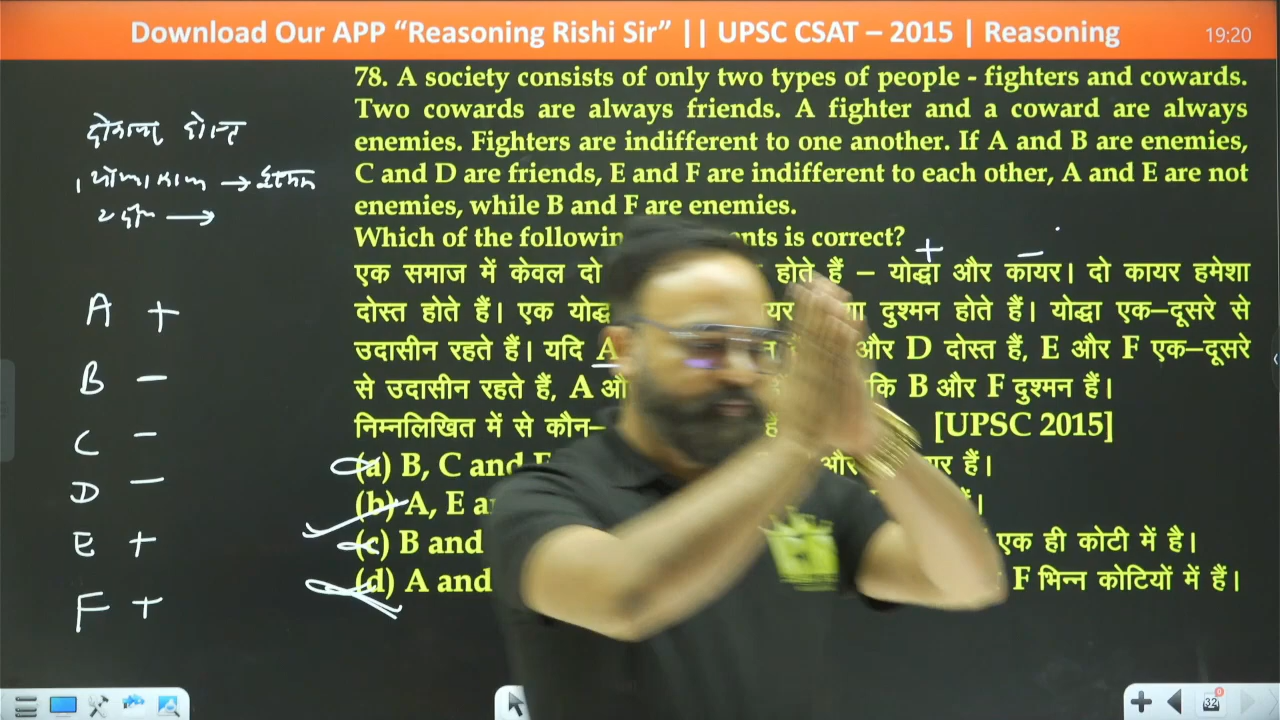 Download Our APP “Reasoning Rishi Sir” || UPSC CSAT – 2015 | Reasoning
19:20
78. A society consists of only two types of people - fighters and cowards.
Two cowards are always friends. A fighter and a coward are always
enemies. Fighters are indifferent to one another. If A and B are enemies,
C and D are friends, E and F are indifferent to each other, A and E are not
enemies, while B and F are enemies.
Which of the following nts is correct?
+ –
एक समाज में केवल दो होते हैं – योद्धा और कायर। दो कायर हमेशा
दोस्त होते हैं। एक योद्धा दुश्मन होते हैं। योद्धा एक–दूसरे से
उदासीन रहते हैं। यदि A और D दोस्त हैं, E और F एक–दूसरे
से उदासीन रहते हैं, A कि B और F दुश्मन हैं।
निम्नलिखित में से कौन– [UPSC 2015]
(a) B, C and हैं।
(b) A, E हैं।
(c) B and एक ही कोटी में है।
(d) A and F भिन्न कोटियों में हैं।
A +
B –
C –
D –
E +
F +
32